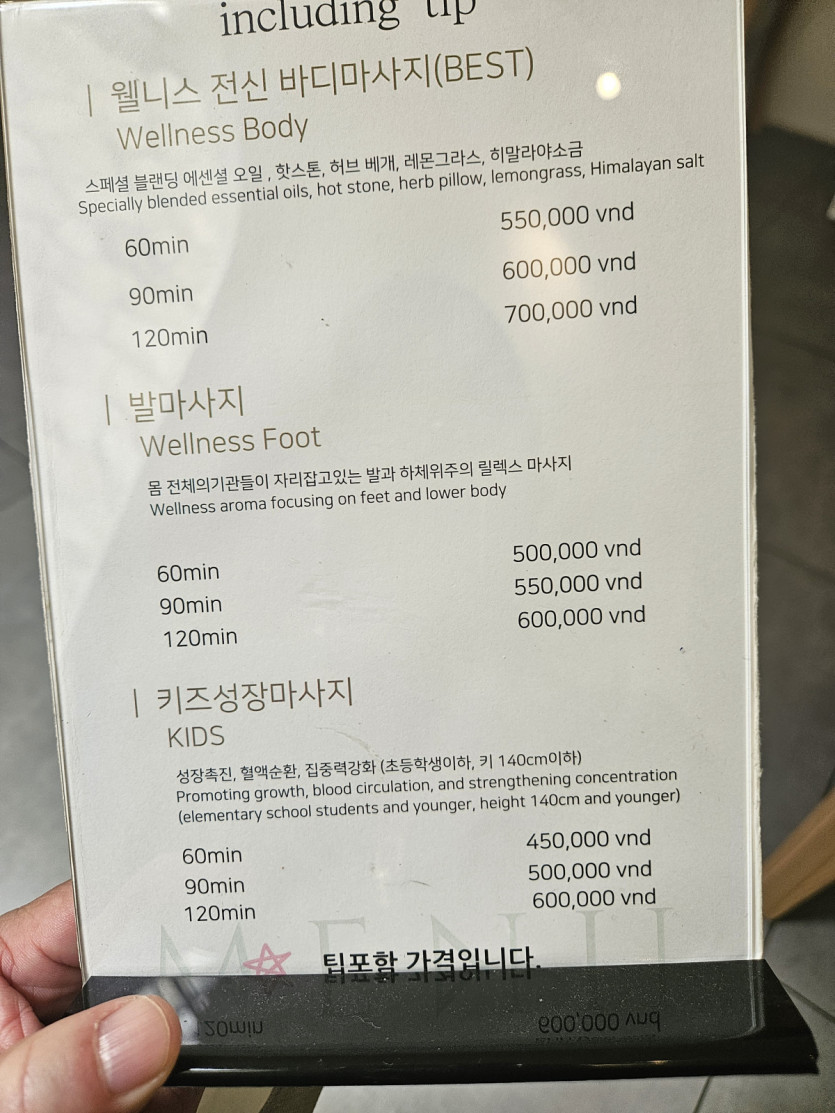 including tip
| 웰니스 전신 바디마사지(BEST)
Wellness Body
스페셜 블랜딩 에센셜 오일 , 핫스톤, 허브 베개, 레몬그라스, 히말라야소금
Specially blended essential oils, hot stone, herb pillow, lemongrass, Himalayan salt
60min 550,000 vnd
90min 600,000 vnd
120min 700,000 vnd
| 발마사지
Wellness Foot
몸 전체의기관들이 자리잡고있는 발과 하체위주의 릴렉스 마사지
Wellness aroma focusing on feet and lower body
60min 500,000 vnd
90min 550,000 vnd
120min 600,000 vnd
| 키즈성장마사지
KIDS
성장촉진, 혈액순환, 집중력강화 (초등학생이하, 키 140cm이하)
Promoting growth, blood circulation, and strengthening concentration
(elementary school students and younger, height 140cm and younger)
60min 450,000 vnd
90min 500,000 vnd
120min 600,000 vnd
MENU
팁포함 가격입니다.